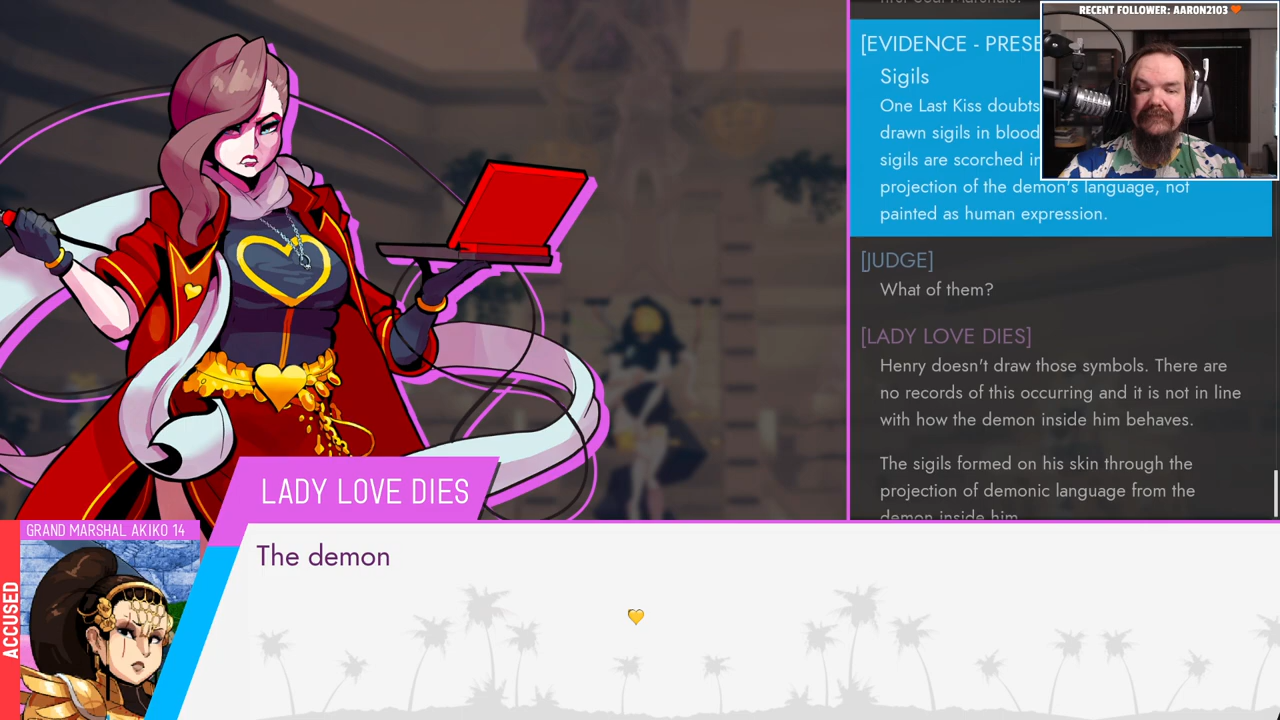 RECENT FOLLOWER: AARON2103
[EVIDENCE - PRESE
Sigils
One Last Kiss doubts
drawn sigils in blood
sigils are scorched in
projection of the demon's language, not
painted as human expression.
[JUDGE]
What of them?
[LADY LOVE DIES]
Henry doesn't draw those symbols. There are
no records of this occurring and it is not in line
with how the demon inside him behaves.
The sigils formed on his skin through the
projection of demonic language from the
demon inside him
LADY LOVE DIES
GRAND MARSHAL AKIKO 14
ACCUSED
The demon